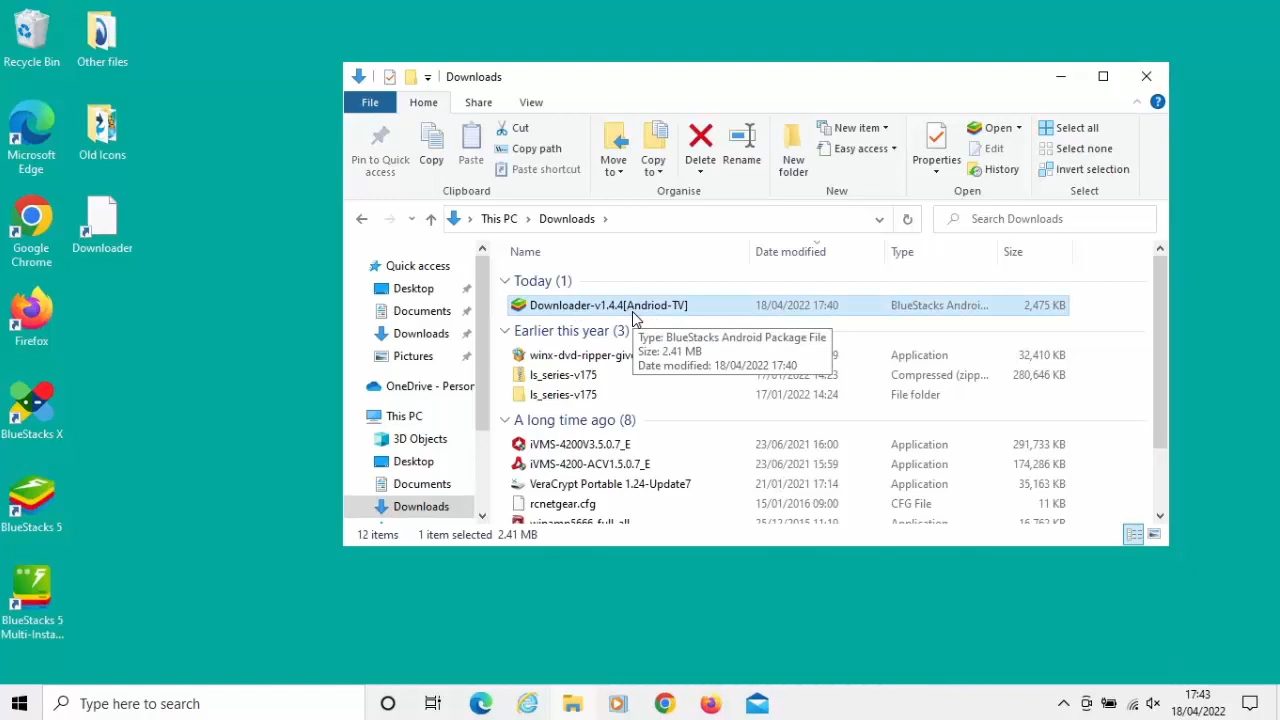 Recycle Bin
Other files
Microsoft
Edge
Old Icons
Google
Chrome
Downloader
Firefox
BlueStacks X
BlueStacks 5
BlueStacks 5
Multi-Insta...
Downloads
File
Home
Share
View
Pin to Quick
access
Copy
Paste
Cut
Copy path
Paste shortcut
Clipboard
Move
to
Copy
to
Delete
Rename
Organise
New
folder
New item
Easy access
New
Properties
Open
Edit
History
Open
Select all
Select none
Invert selection
Select
This PC > Downloads >
Search Downloads
Quick access
Desktop
Documents
Downloads
Pictures
OneDrive - Person
This PC
3D Objects
Desktop
Documents
Downloads
Name Date modified Type Size
Today (1)
Downloader-v1.4.4[Andriod-TV] 18/04/2022 17:40 BlueStacks Androi... 2,475 KB
Earlier this year (3)
Type: BlueStacks Android Package File
Size: 2.41 MB
Date modified: 18/04/2022 17:40
winx-dvd-ripper-giv 9 Application 32,410 KB
ls_series-v175 17/01/2022 14:23 Compressed (zipp... 280,646 KB
ls_series-v175 17/01/2022 14:24 File folder
A long time ago (8)
iVMS-4200V3.5.0.7_E 23/06/2021 16:00 Application 291,733 KB
iVMS-4200-ACV1.5.0.7_E 23/06/2021 15:59 Application 174,286 KB
VeraCrypt Portable 1.24-Update7 21/01/2021 17:14 Application 35,163 KB
rcnetgear.cfg 15/01/2016 09:00 CFG File 11 KB
winamp5666_full_all 25/12/2015 11:19 Application 16,762 KB
12 items 1 item selected 2.41 MB
Type here to search
17:43
18/04/2022